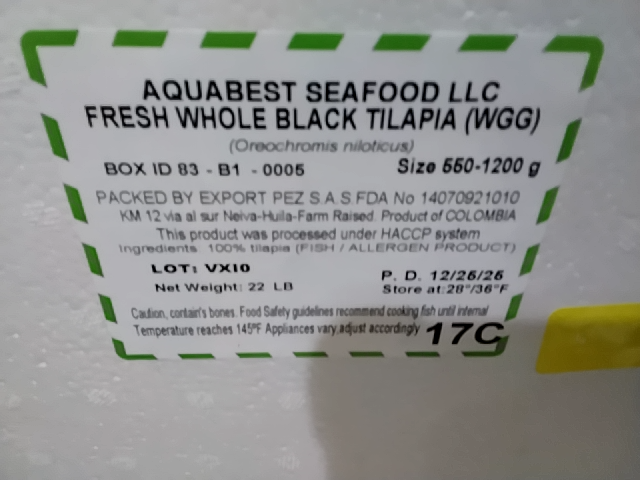 AQUABEST SEAFOOD LLC
FRESH WHOLE BLACK TILAPIA (WGG)
(Oreochromis niloticus)
BOX ID 83 - B1 - 0005 Size 550-1200 g
PACKED BY EXPORT PEZ S.A.S.FDA No 14070921010
KM 12 via al sur Neiva-Huila-Farm Raised. Product of COLOMBIA
This product was processed under HACCP system
Ingredients: 100% tilapia (FISH / ALLERGEN PRODUCT)
LOT: VXI0 P. D. 12/25/25
Net Weight: 22 LB Store at:28°/36°F
Caution, contain's bones. Food Safety guidelines recommend cooking fish until internal
Temperature reaches 145ºF Appliances vary,adjust accordingly 17C